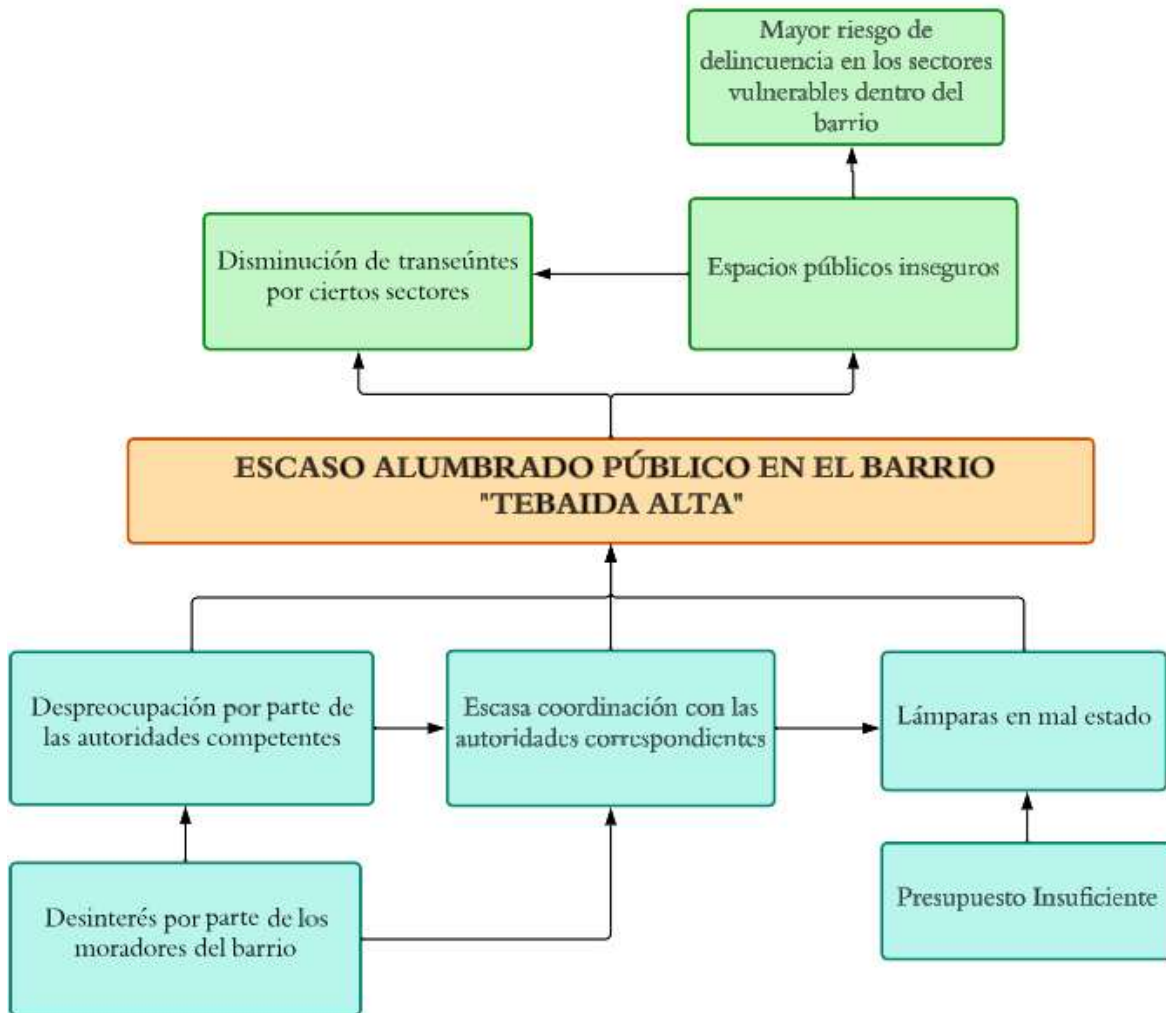 Mayor riesgo de
delincuencia en los sectores
vulnerables dentro del
barrio
Disminución de transeúntes
por ciertos sectores
Espacios públicos inseguros
ESCASO ALUMBRADO PÚBLICO EN EL BARRIO
"TEBAIDA ALTA"
Despreocupación por parte de
las autoridades competentes
Escasa coordinación con las
autoridades correspondientes
Lámparas en mal estado
Desinterés por parte de los
moradores del barrio
Presupuesto Insuficiente